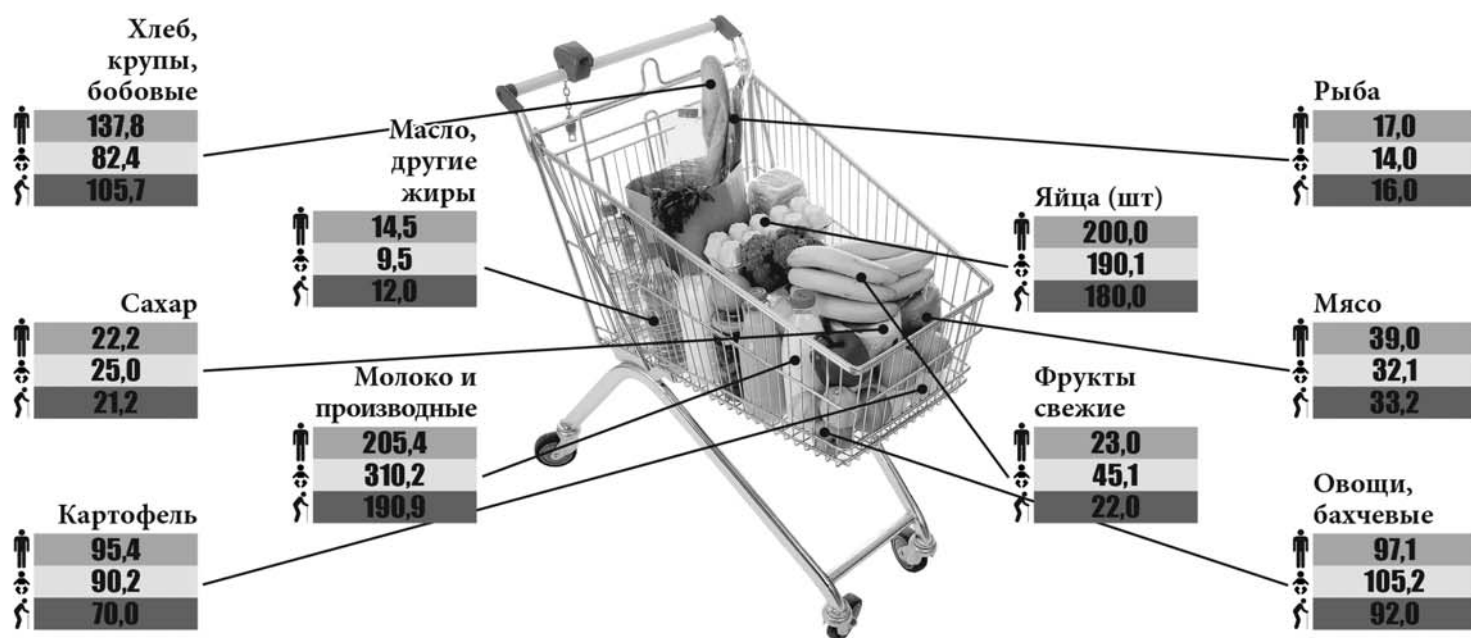 Хлеб,
крупы,
бобовые
137,8
82,4
105,7
Масло,
другие
жиры
14,5
9,5
12,0
Сахар
22,2
25,0
21,2
Молоко и
производные
205,4
310,2
190,9
Картофель
95,4
90,2
70,0
Рыба
17,0
14,0
16,0
Яйца (шт)
200,0
190,1
180,0
Мясо
39,0
32,1
33,2
Фрукты
свежие
23,0
45,1
22,0
Овощи,
бахчевые
97,1
105,2
92,0